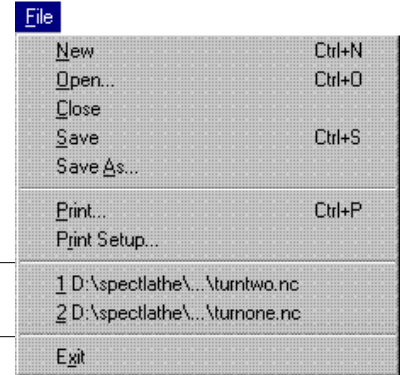 File
New Ctrl+N
Open... Ctrl+O
Close
Save Ctrl+S
Save As...
Print... Ctrl+P
Print Setup...
1 D:\spectlathe\...\turntwo.nc
2 D:\spectlathe\...\turnone.nc
Exit